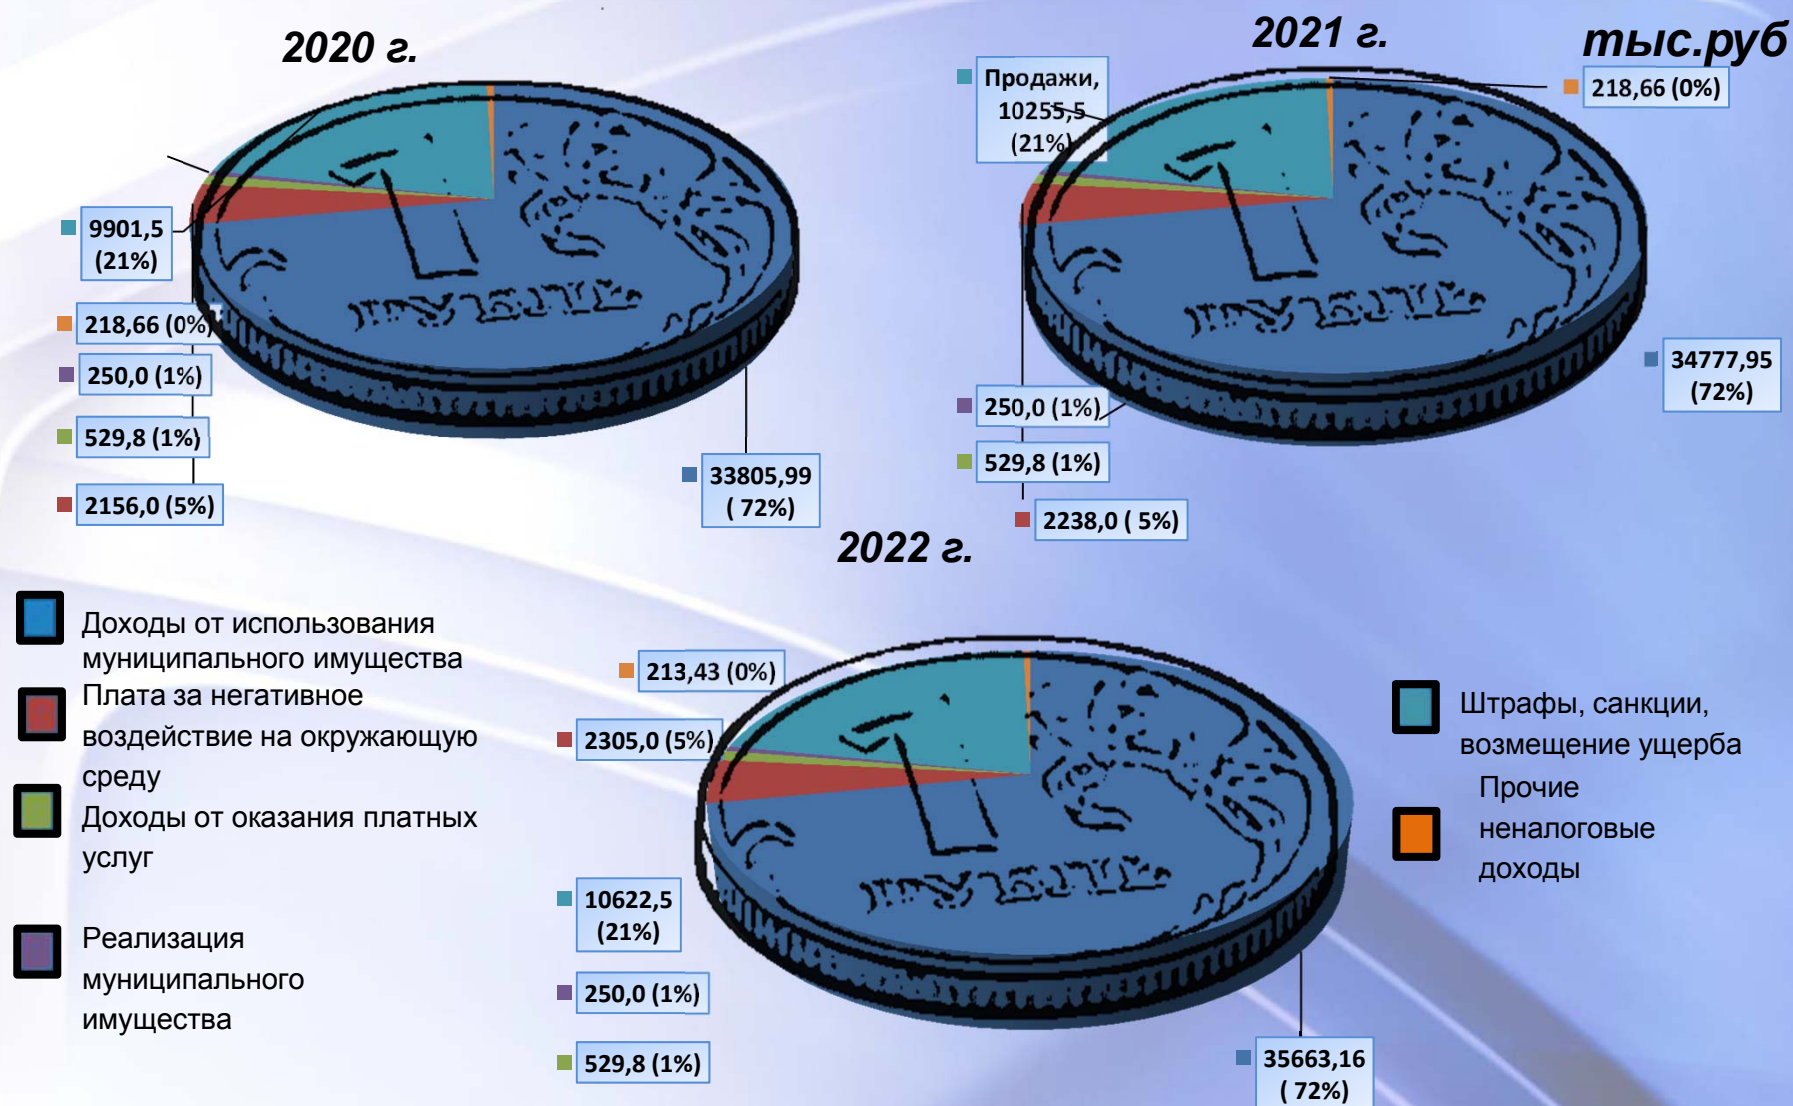 2020 г.
2021 г.
тыс.руб
9901,5
(21%)
218,66 (0%)
250,0 (1%)
529,8 (1%)
2156,0 (5%)
33805,99
( 72%)
Продажи,
10255,5
(21%)
218,66 (0%)
34777,95
(72%)
250,0 (1%)
529,8 (1%)
2238,0 ( 5%)
2022 г.
213,43 (0%)
2305,0 (5%)
10622,5
(21%)
250,0 (1%)
529,8 (1%)
35663,16
( 72%)
Доходы от использования
муниципального имущества
Плата за негативное
воздействие на окружающую
среду
Доходы от оказания платных
услуг
Реализация
муниципального
имущества
Штрафы, санкции,
возмещение ущерба
Прочие
неналоговые
доходы